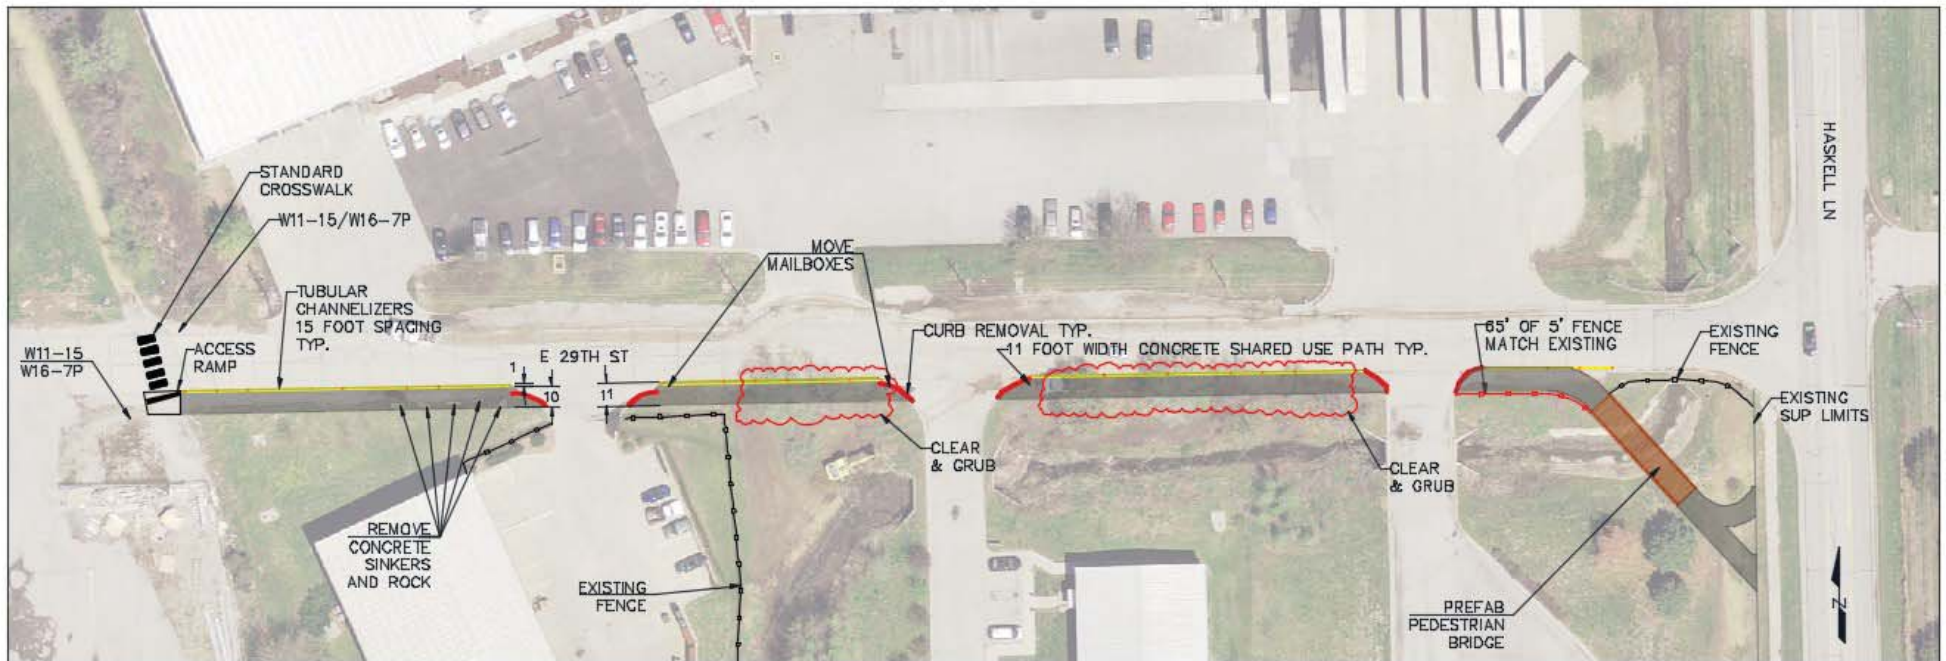 STANDARD
CROSSWALK
W11-15/W16-7P
TUBULAR
CHANNELIZERS
15 FOOT SPACING
TYP.
W11-15
W16-7P
ACCESS
RAMP
MOVE
MAILBOXES
E 29TH ST
1
10
11
CURB REMOVAL TYP.
11 FOOT WIDTH CONCRETE SHARED USE PATH TYP.
65' OF 5' FENCE
MATCH EXISTING
EXISTING
FENCE
HASKELL LN
EXISTING
SUP LIMITS
CLEAR
& GRUB
CLEAR
& GRUB
REMOVE
CONCRETE
SINKERS
AND ROCK
EXISTING
FENCE
PREFAB
PEDESTRIAN
BRIDGE
N